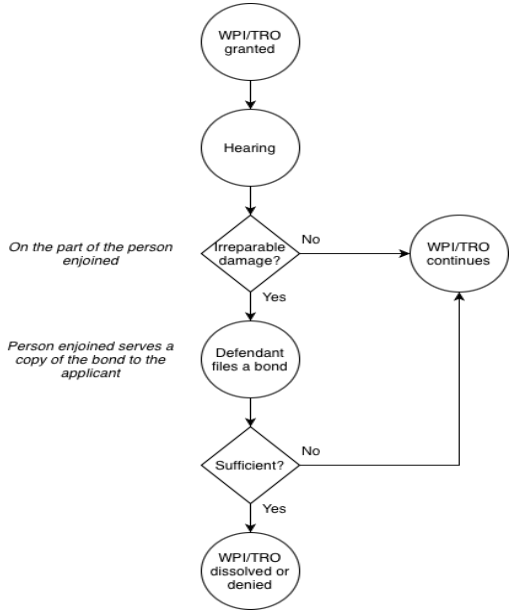 WPI/TRO
granted
Hearing
On the part of the person
enjoined
Irreparable
damage?
No
WPI/TRO
continues
Yes
Person enjoined serves a
copy of the bond to the
applicant
Defendant
files a bond
Sufficient?
No
Yes
WPI/TRO
dissolved or
denied